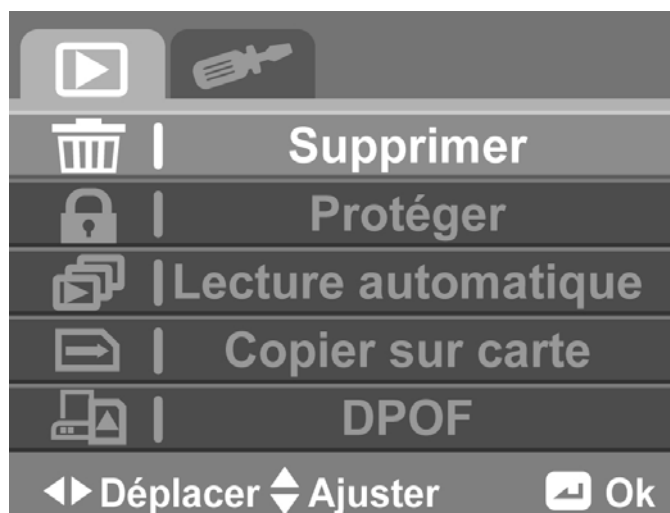 Supprimer
Protéger
Lecture automatique
Copier sur carte
DPOF
Déplacer Ajuster Ok